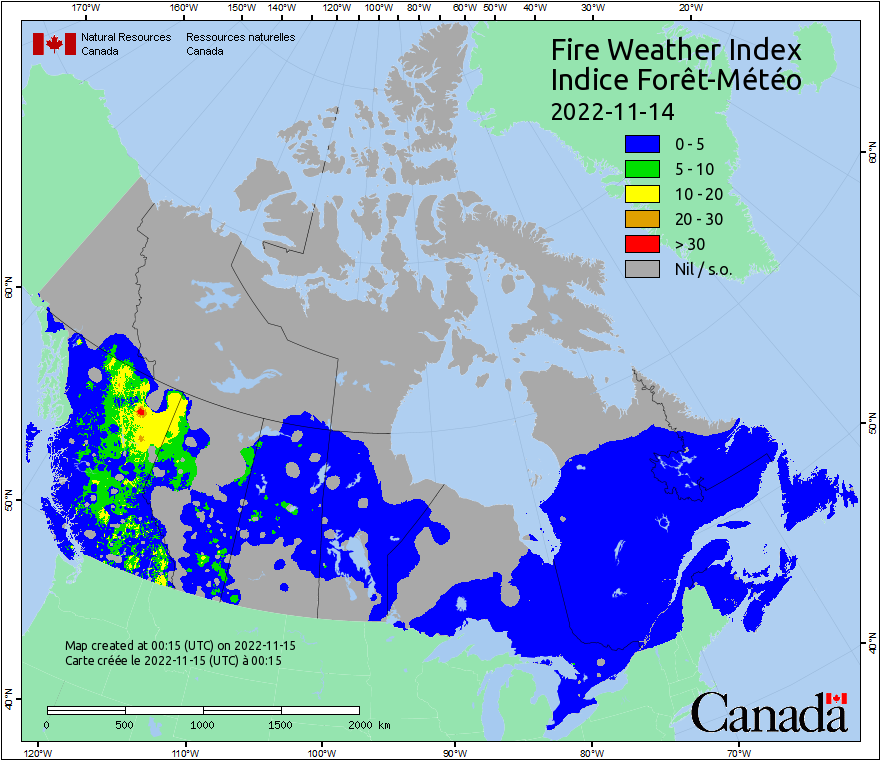 170°W 160°W 150°W 140°W 120°W 100°W 80°W 60°W 50°W 40°W 30°W 20°W
Natural Resources Ressources naturelles
Canada Canada
Fire Weather Index
Indice Forêt-Météo
2022-11-14
0 - 5
5 - 10
10 - 20
20 - 30
> 30
Nil / s.o.
60°N 60°N
50°N 50°N
40°N 40°N
Map created at 00:15 (UTC) on 2022-11-15
Carte créée le 2022-11-15 (UTC) à 00:15
0 500 1000 1500 2000 km
Canada
120°W 110°W 100°W 90°W 80°W 70°W